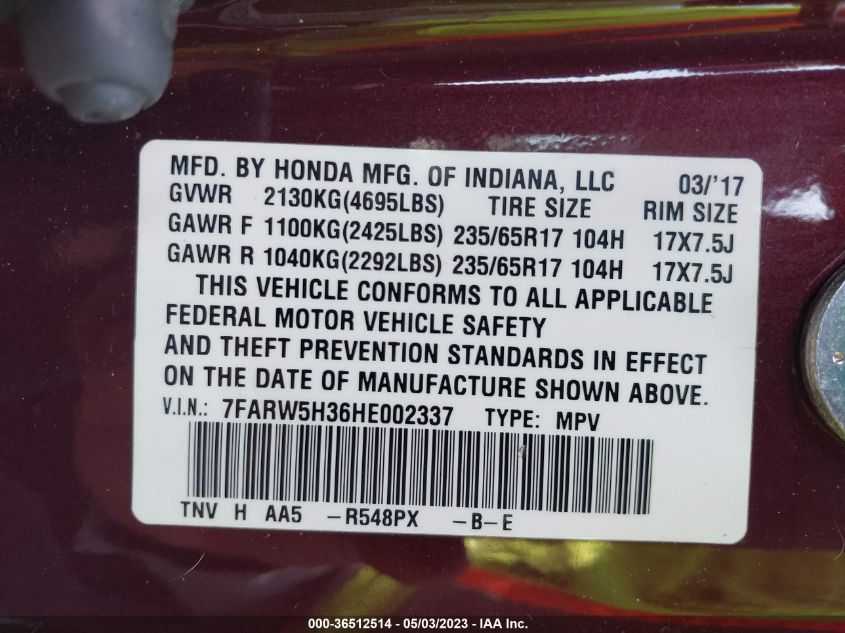 MFD. BY HONDA MFG. OF INDIANA, LLC 03/'17
GVWR 2130KG(4695LBS) TIRE SIZE RIM SIZE
GAWR F 1100KG(2425LBS) 235/65R17 104H 17X7.5J
GAWR R 1040KG(2292LBS) 235/65R17 104H 17X7.5J
THIS VEHICLE CONFORMS TO ALL APPLICABLE
FEDERAL MOTOR VEHICLE SAFETY
AND THEFT PREVENTION STANDARDS IN EFFECT
ON THE DATE OF MANUFACTURE SHOWN ABOVE.
V.I.N.: 7FARW5H36HE002337 TYPE: MPV
TNV H AA5 -R548PX -B-E
000-36512514 - 05/03/2023 - IAA Inc.